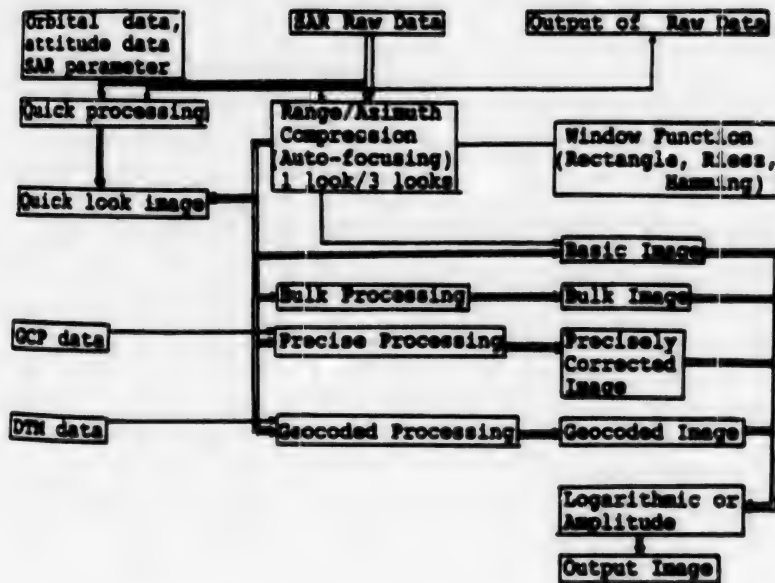 Orbital data,
attitude data
SAR parameter
SAR Raw Data
Output of Raw Data
Quick processing
Range/Azimuth
Compression
(Auto-focusing)
1 look/3 looks
Window Function
(Rectangle, Riess,
Hamming)
Quick look image
Basic Image
Bulk Processing
Bulk Image
GCP data
Precise Processing
Precisely
Corrected
Image
DTM data
Geocoded Processing
Geocoded Image
Logarithmic or
Amplitude
Output Image